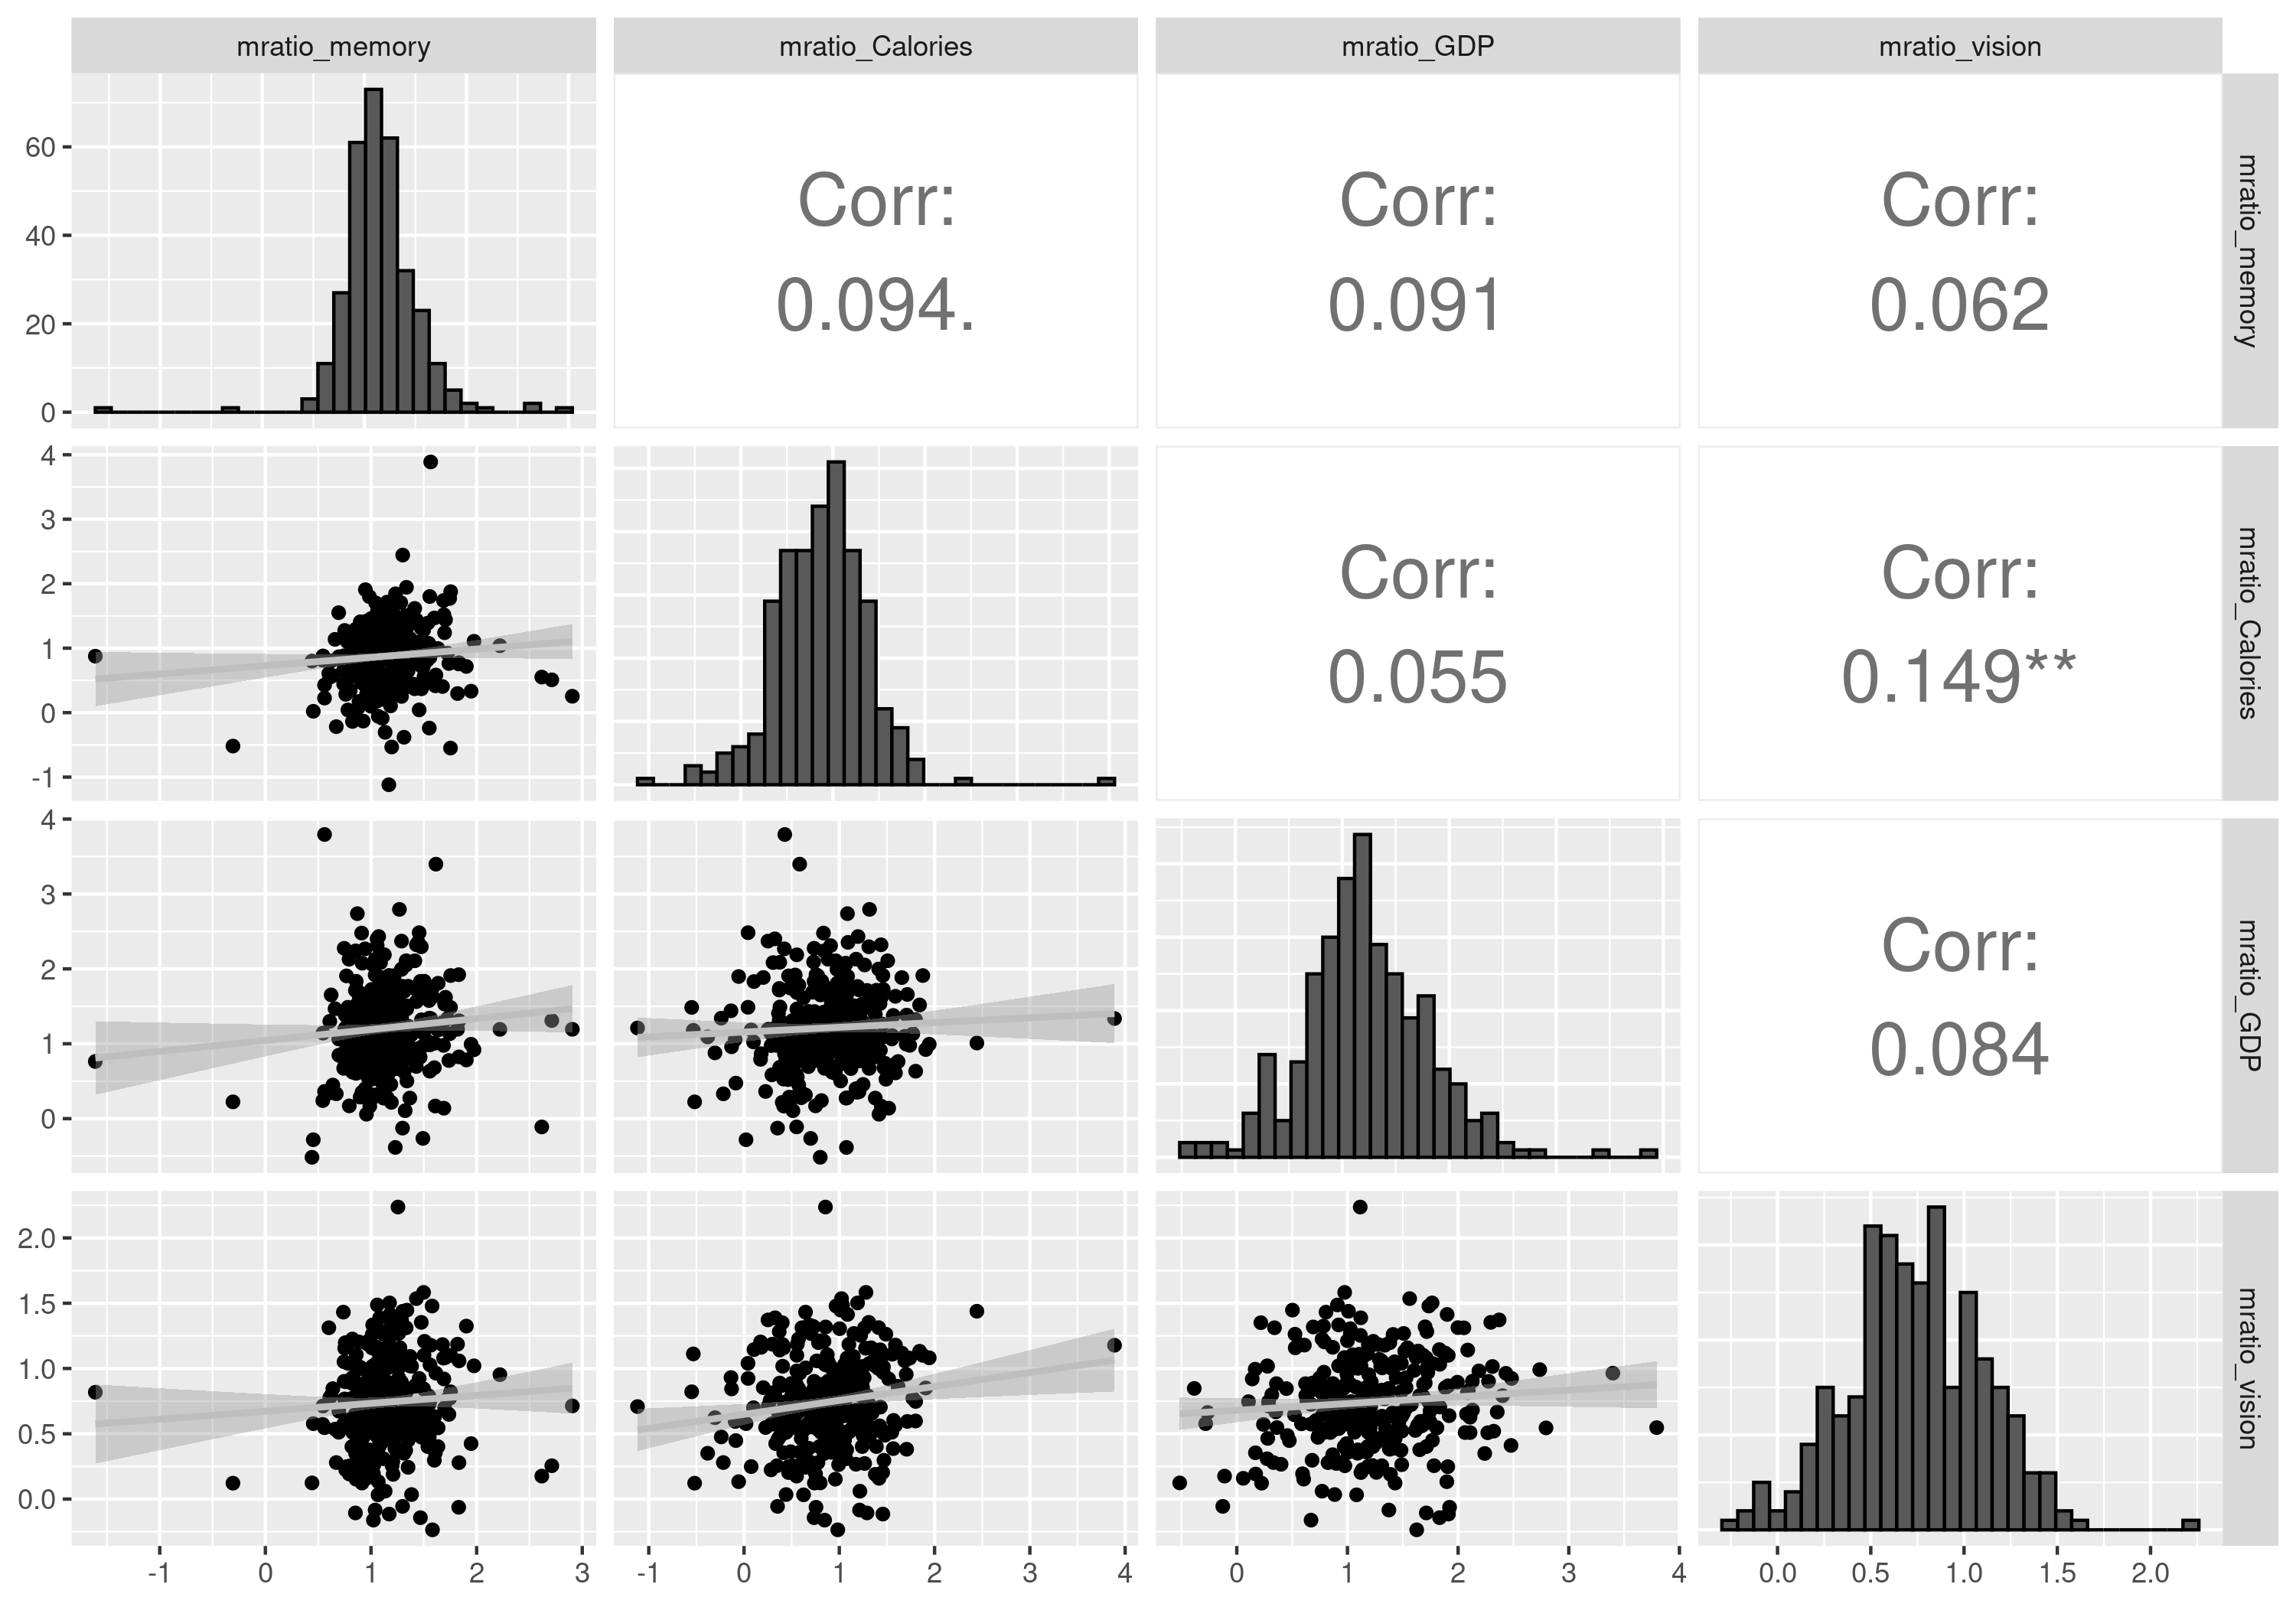 mratio_memory
mratio_Calories
mratio_GDP
mratio_vision
60
40
20
0
Corr:
0.094.
Corr:
0.091
Corr:
0.062
mratio_memory
4
3
2
1
0
-1
Corr:
0.055
Corr:
0.149**
mratio_Calories
4
3
2
1
0
Corr:
0.084
mratio_GDP
2.0
1.5
1.0
0.5
0.0
mratio_vision
-1 0 1 2 3
-1 0 1 2 3 4
0 1 2 3 4
0.0 0.5 1.0 1.5 2.0